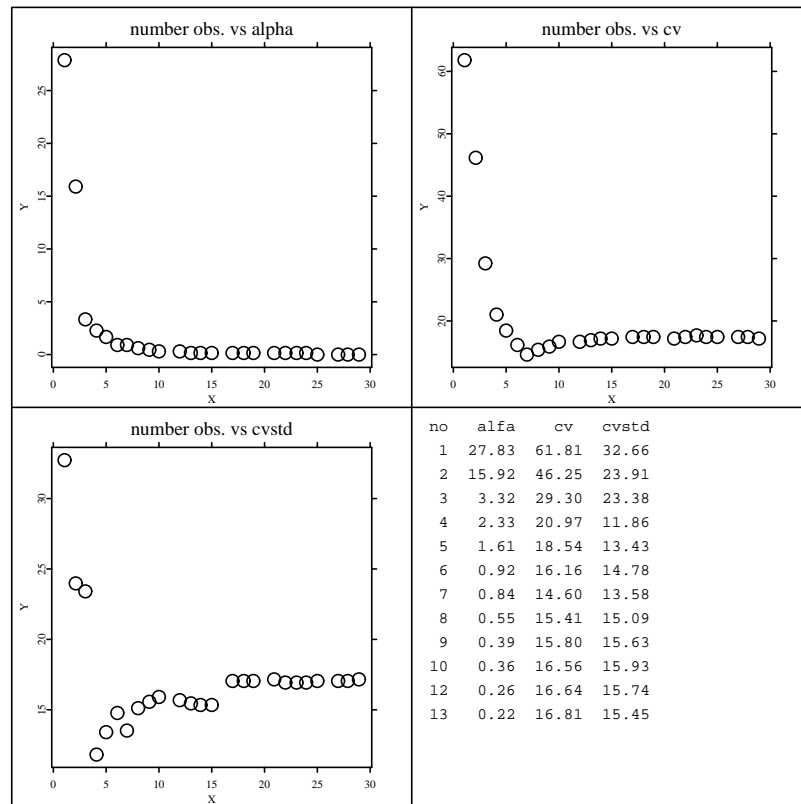 number obs. vs alpha
25
20
15
10
5
0
Y
0 5 10 15 20 25 30
X
number obs. vs cv
60
50
40
30
20
Y
0 5 10 15 20 25 30
X
number obs. vs cvstd
30
25
20
15
Y
0 5 10 15 20 25 30
X
no alfa cv cvstd
1 27.83 61.81 32.66
2 15.92 46.25 23.91
3 3.32 29.30 23.38
4 2.33 20.97 11.86
5 1.61 18.54 13.43
6 0.92 16.16 14.78
7 0.84 14.60 13.58
8 0.55 15.41 15.09
9 0.39 15.80 15.63
10 0.36 16.56 15.93
12 0.26 16.64 15.74
13 0.22 16.81 15.45